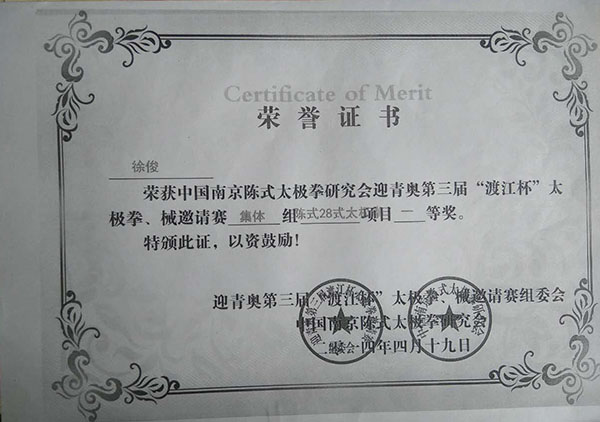 Certificate of Merit
荣誉证书
徐俊
荣获中国南京陈式太极拳研究会迎青奥第三届“渡江杯”太
极拳、械邀请赛 集体 组 陈式28式太极 项目 一 等奖。
特颁此证，以资鼓励！
迎青奥第三届“渡江杯”太极拳、械邀请赛组委会
中国南京陈式太极拳研究会
二 一四年四月十九日